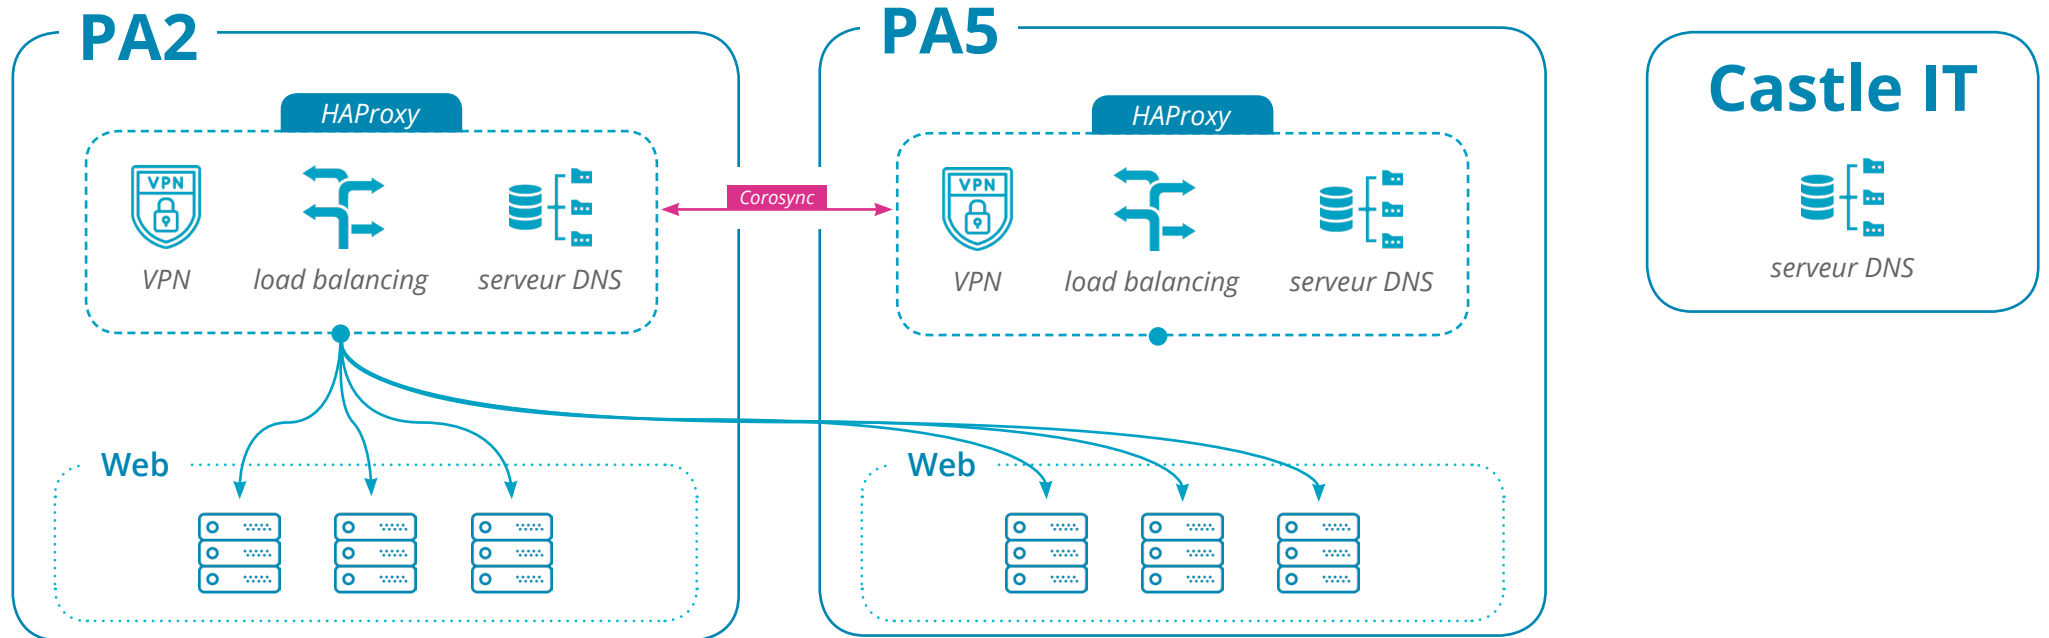 PA2
HAProxy
VPN
VPN
load balancing
serveur DNS
Web
Corosync
PA5
HAProxy
VPN
VPN
load balancing
serveur DNS
Web
Castle IT
serveur DNS